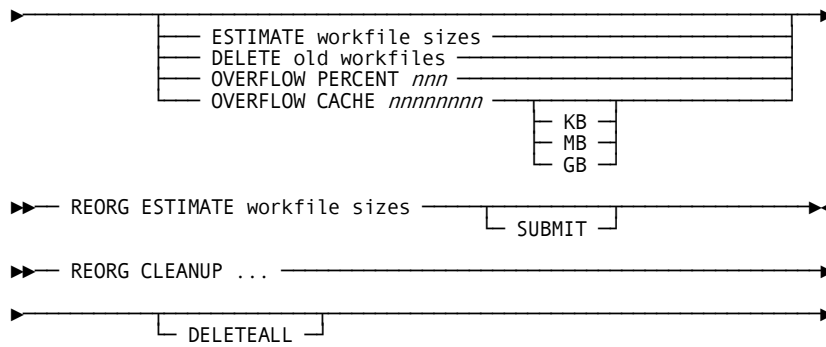 ESTIMATE workfile sizes
DELETE old workfiles
OVERFLOW PERCENT nnn
OVERFLOW CACHE nnnnnnnn
KB
MB
GB
REORG ESTIMATE workfile sizes
SUBMIT
REORG CLEANUP ...
DELETEALL